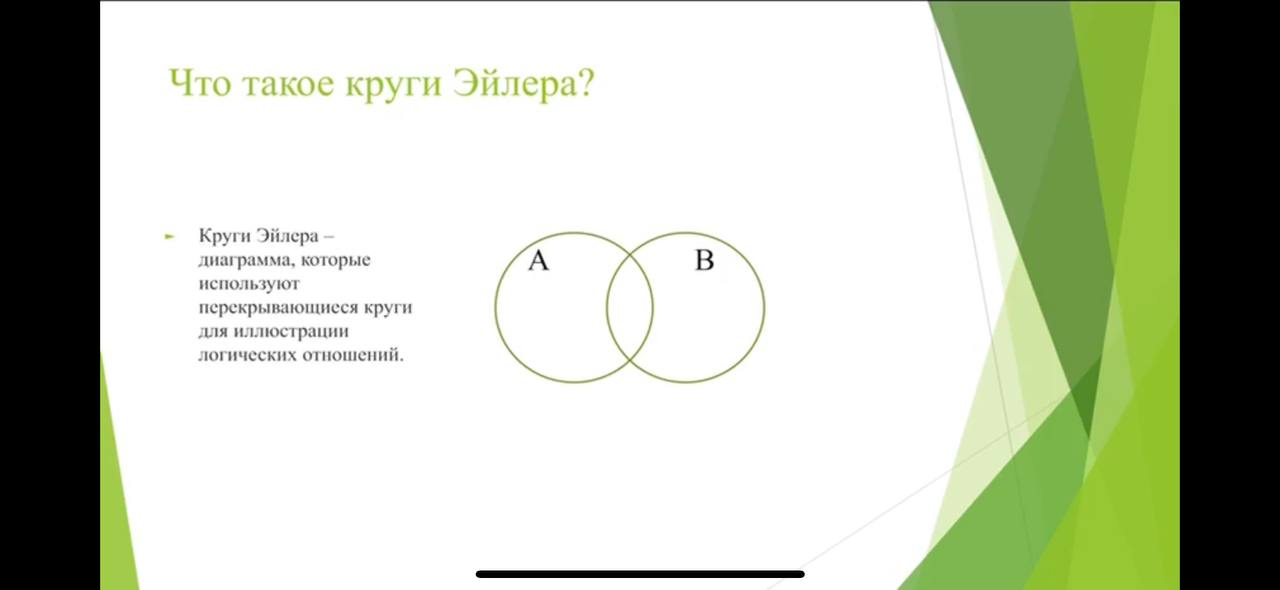 Что такое круги Эйлера?
Круги Эйлера –
диаграмма, которые
используют
перекрывающиеся круги
для иллюстрации
логических отношений.
A
B